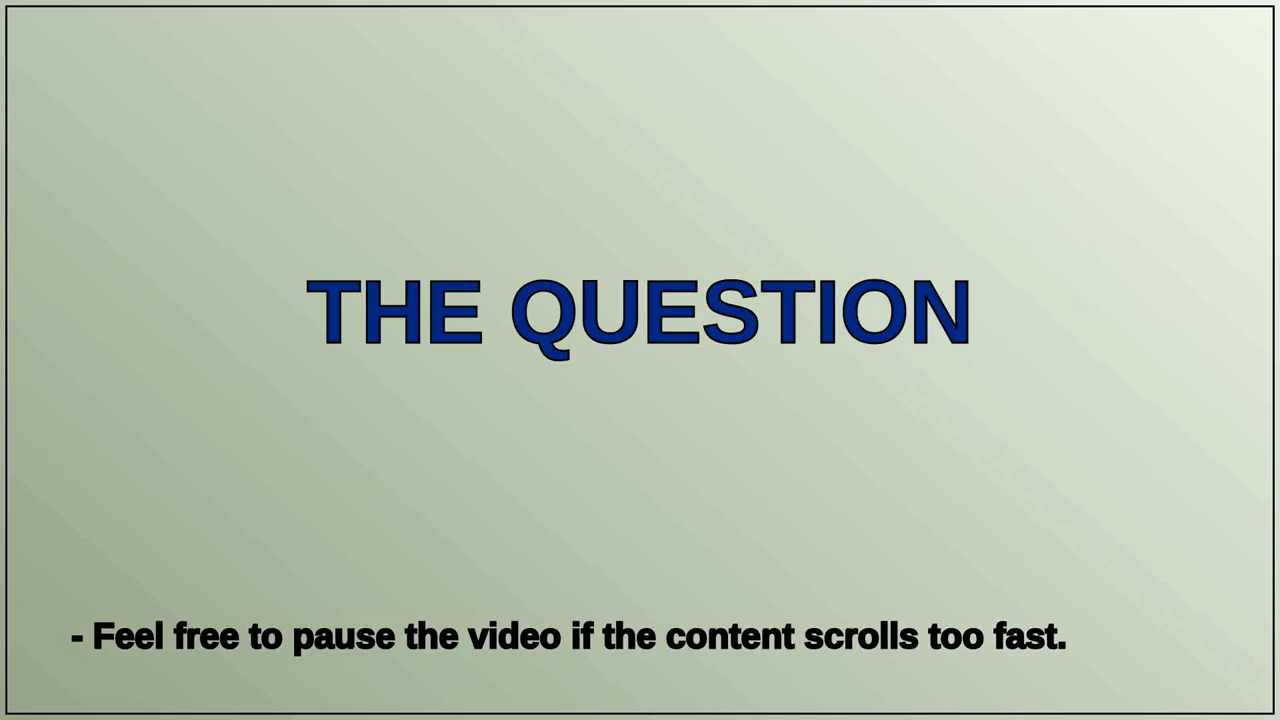 THE QUESTION
- Feel free to pause the video if the content scrolls too fast.